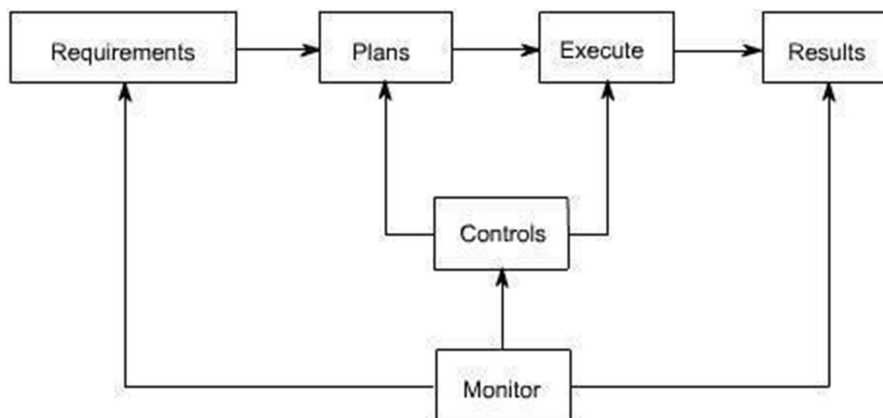 Requirements
Plans
Execute
Results
Controls
Monitor